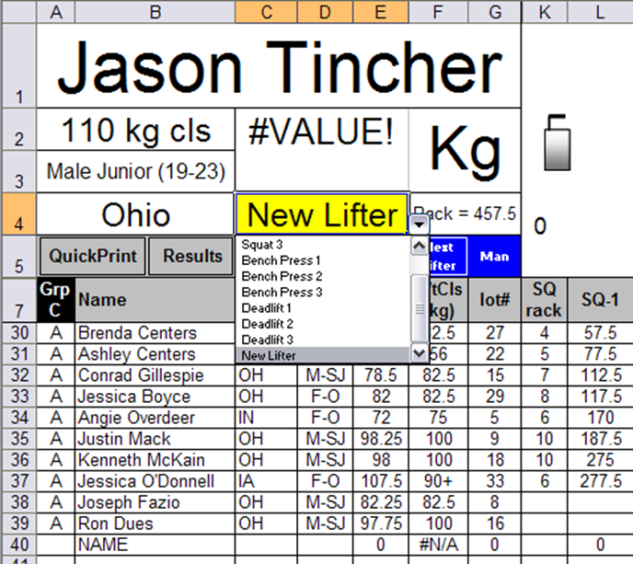 A B C D E F G K L
1 Jason Tincher
2 110 kg cls #VALUE! Kg
3 Male Junior (19-23)
4 Ohio New Lifter Rack = 457.5 0
5 QuickPrint Results Man
Squat 3
Bench Press 1
Bench Press 2
Bench Press 3
Deadlift 1
Deadlift 2
Deadlift 3
New Lifter
7 Grp C Name lot# SQ rack SQ-1
30 A Brenda Centers 2.5 27 4 57.5
31 A Ashley Centers 56 22 5 77.5
32 A Conrad Gillespie OH M-SJ 78.5 82.5 15 7 112.5
33 A Jessica Boyce OH F-O 82 82.5 29 8 117.5
34 A Angie Overdeer IN F-O 72 75 5 6 170
35 A Justin Mack OH M-SJ 98.25 100 9 10 187.5
36 A Kenneth McKain OH M-SJ 98 100 18 10 275
37 A Jessica O'Donnell IA F-O 107.5 90+ 33 6 277.5
38 A Joseph Fazio OH M-SJ 82.25 82.5 8
39 A Ron Dues OH M-SJ 97.75 100 16
40 NAME 0 #N/A 0 0